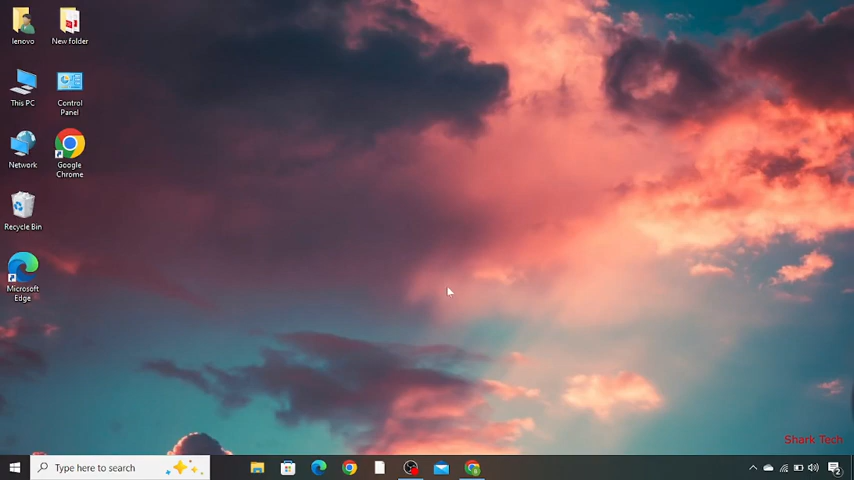 lenovo
New folder
This PC
Control
Panel
Network
Google
Chrome
Recycle Bin
Microsoft
Edge
Shark Tech
Type here to search
2